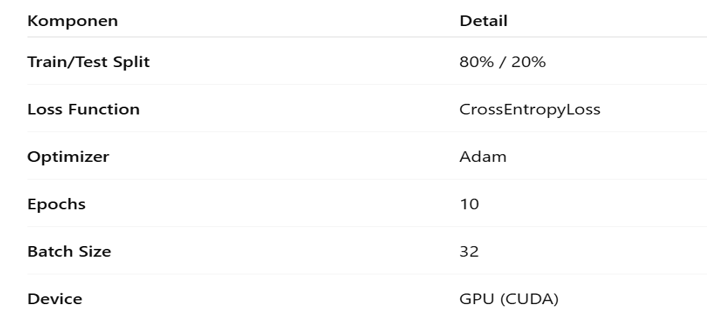 Komponen Detail
Train/Test Split 80% / 20%
Loss Function CrossEntropyLoss
Optimizer Adam
Epochs 10
Batch Size 32
Device GPU (CUDA)